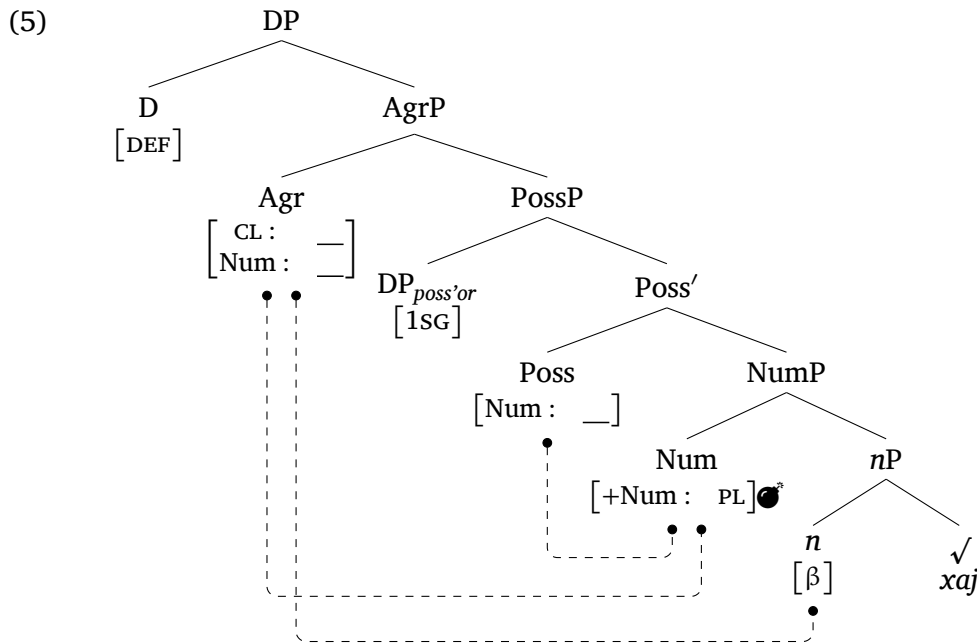 (5)
DP
D
[DEF]
AgrP
Agr
[CL : __
Num : __]
PossP
DPposs'or
[1SG]
Poss′
Poss
[Num : __]
NumP
Num
[+Num : PL]💣
nP
n
[β]
√
xaj